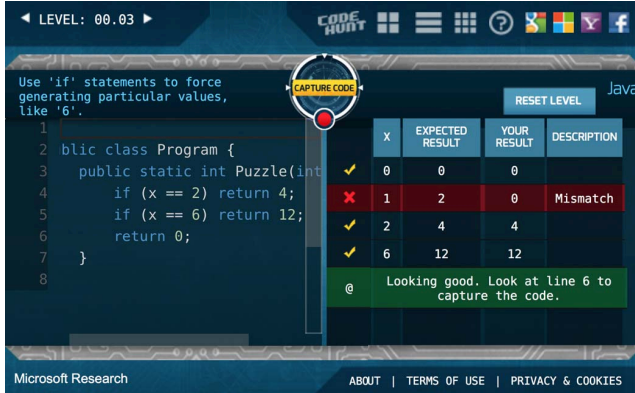 LEVEL: 00.03
CODE HUNT
?
Use 'if' statements to force
generating particular values,
like '6'.
CAPTURE CODE
RESET LEVEL
Java
1
2 blic class Program {
3 public static int Puzzle(int
4 if (x == 2) return 4;
5 if (x == 6) return 12;
6 return 0;
7 }
8
X EXPECTED RESULT YOUR RESULT DESCRIPTION
0 0 0
1 2 0 Mismatch
2 4 4
6 12 12
@ Looking good. Look at line 6 to
capture the code.
Microsoft Research
ABOUT | TERMS OF USE | PRIVACY & COOKIES